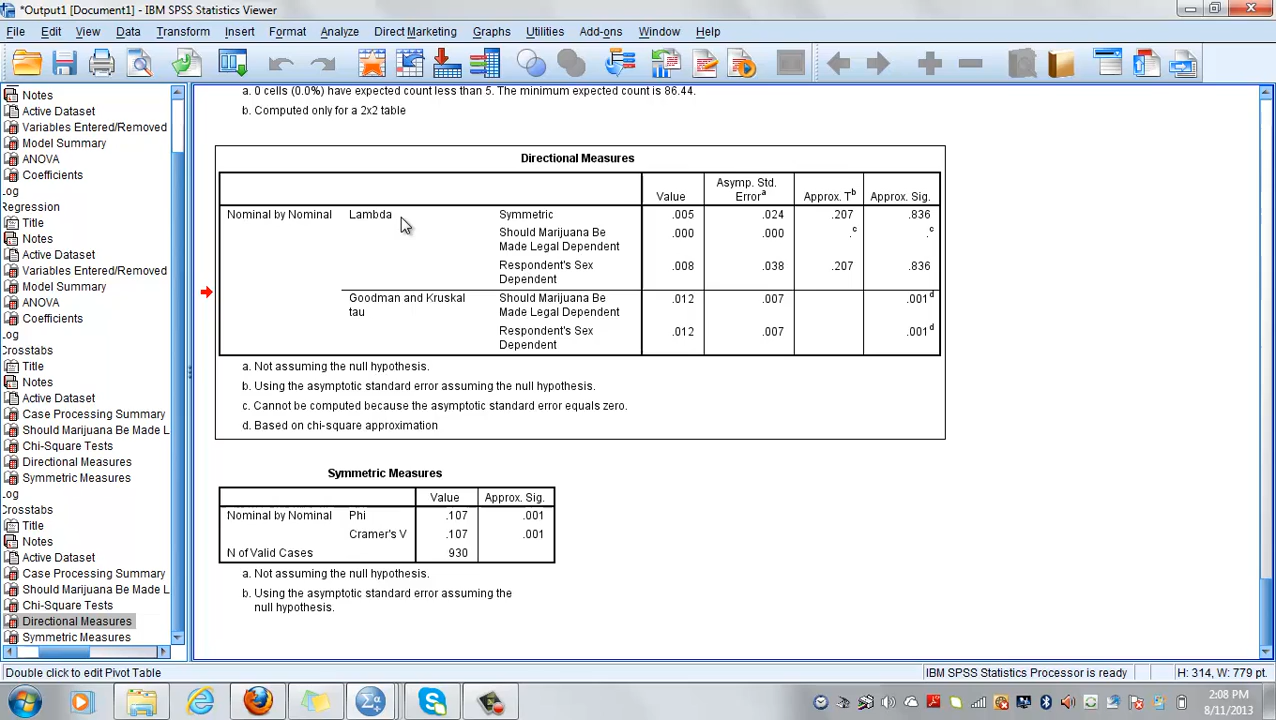 *Output1 [Document1] - IBM SPSS Statistics Viewer
File Edit View Data Transform Insert Format Analyze Direct Marketing Graphs Utilities Add-ons Window Help
Notes
Active Dataset
Variables Entered/Removed
Model Summary
ANOVA
Coefficients
Log
Regression
Title
Notes
Active Dataset
Variables Entered/Removed
Model Summary
ANOVA
Coefficients
Log
Crosstabs
Title
Notes
Active Dataset
Case Processing Summary
Should Marijuana Be Made L
Chi-Square Tests
Directional Measures
Symmetric Measures
Log
Crosstabs
Title
Notes
Active Dataset
Case Processing Summary
Should Marijuana Be Made L
Chi-Square Tests
Directional Measures
Symmetric Measures
a. 0 cells (0.0%) have expected count less than 5. The minimum expected count is 86.44.
b. Computed only for a 2x2 table
Directional Measures
Value Asymp. Std. Error a Approx. T b Approx. Sig.
Nominal by Nominal Lambda Symmetric .005 .024 .207 .836
Should Marijuana Be .000 .000 . c . c
Made Legal Dependent
Respondent's Sex .008 .038 .207 .836
Dependent
Goodman and Kruskal Should Marijuana Be .012 .007 .001 d
tau Made Legal Dependent
Respondent's Sex .012 .007 .001 d
Dependent
a. Not assuming the null hypothesis.
b. Using the asymptotic standard error assuming the null hypothesis.
c. Cannot be computed because the asymptotic standard error equals zero.
d. Based on chi-square approximation
Symmetric Measures
Value Approx. Sig.
Nominal by Nominal Phi .107 .001
Cramer's V .107 .001
N of Valid Cases 930
a. Not assuming the null hypothesis.
b. Using the asymptotic standard error assuming the
null hypothesis.
Double click to edit Pivot Table IBM SPSS Statistics Processor is ready H: 314, W: 779 pt.
2:08 PM
8/11/2013